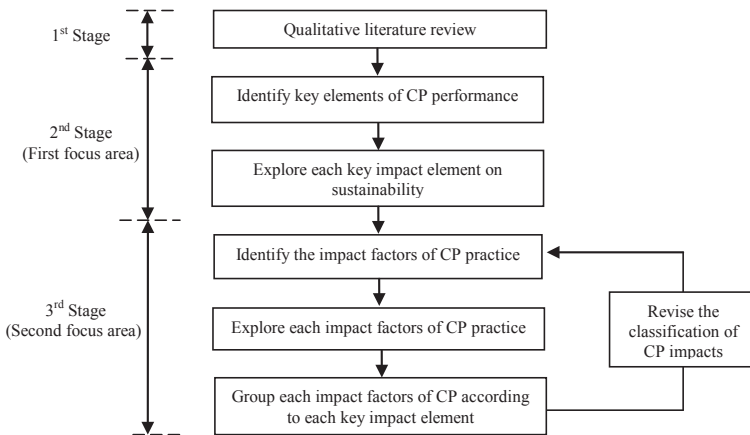 1st Stage
Qualitative literature review
Identify key elements of CP performance
2nd Stage
(First focus area)
Explore each key impact element on
sustainability
Identify the impact factors of CP practice
3rd Stage
(Second focus area)
Explore each impact factors of CP practice
Revise the
classification of
CP impacts
Group each impact factors of CP according
to each key impact element